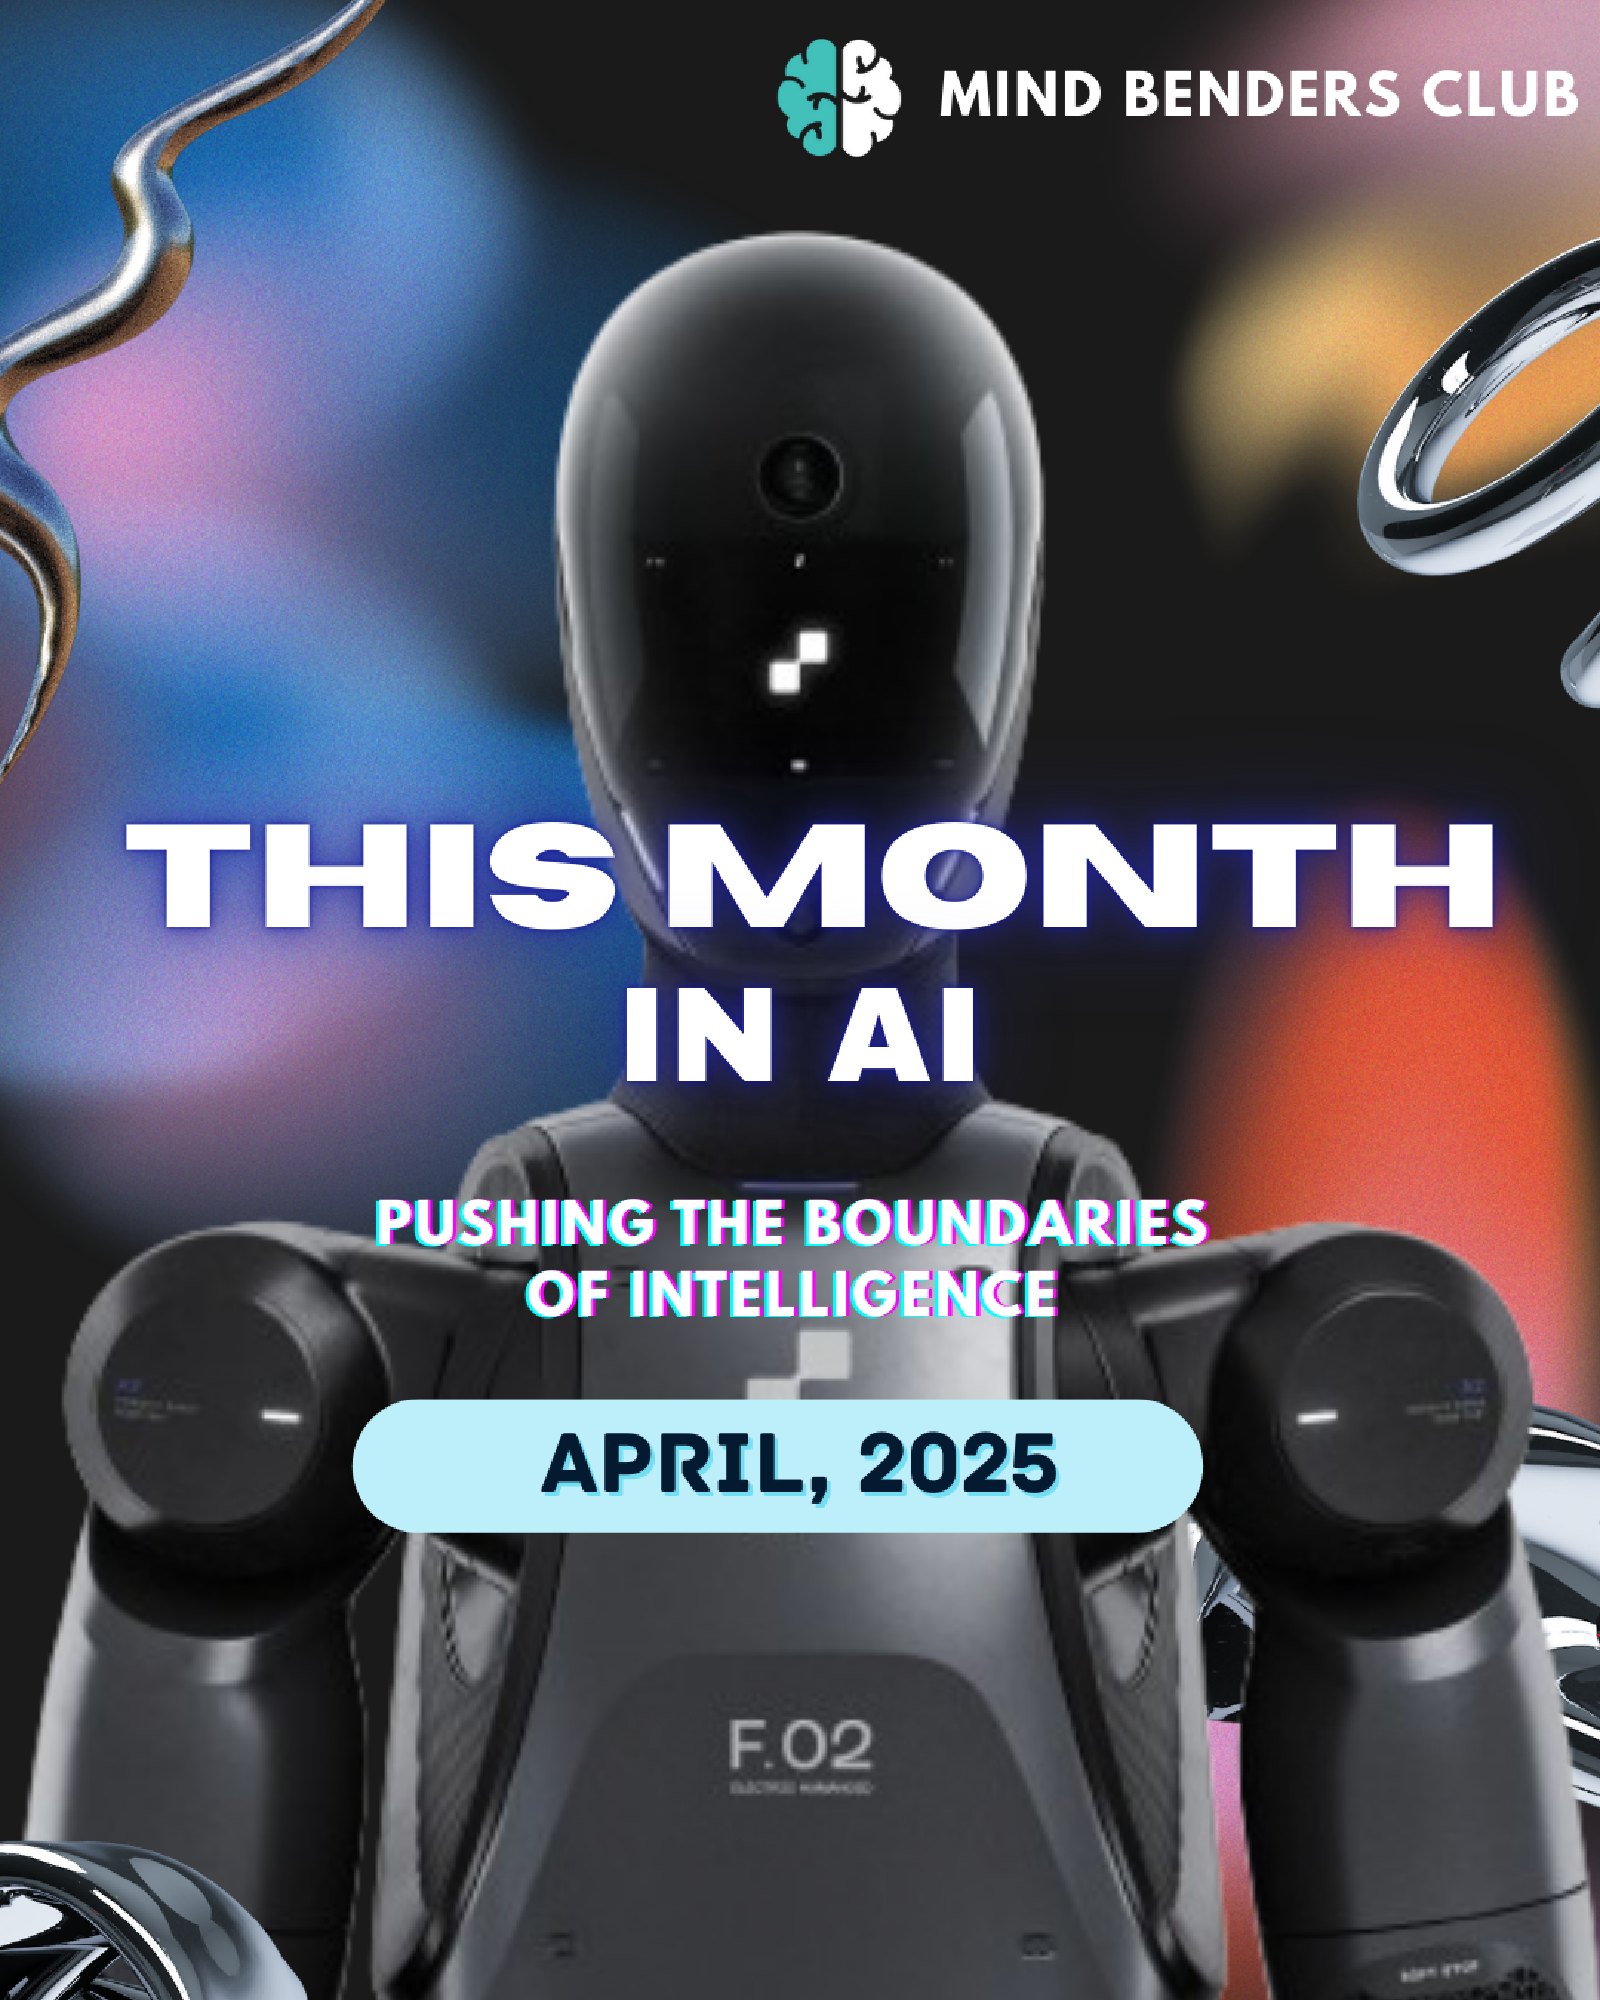 MIND BENDERS CLUB
THIS MONTH
IN AI
PUSHING THE BOUNDARIES
OF INTELLIGENCE
APRIL, 2025
F.02